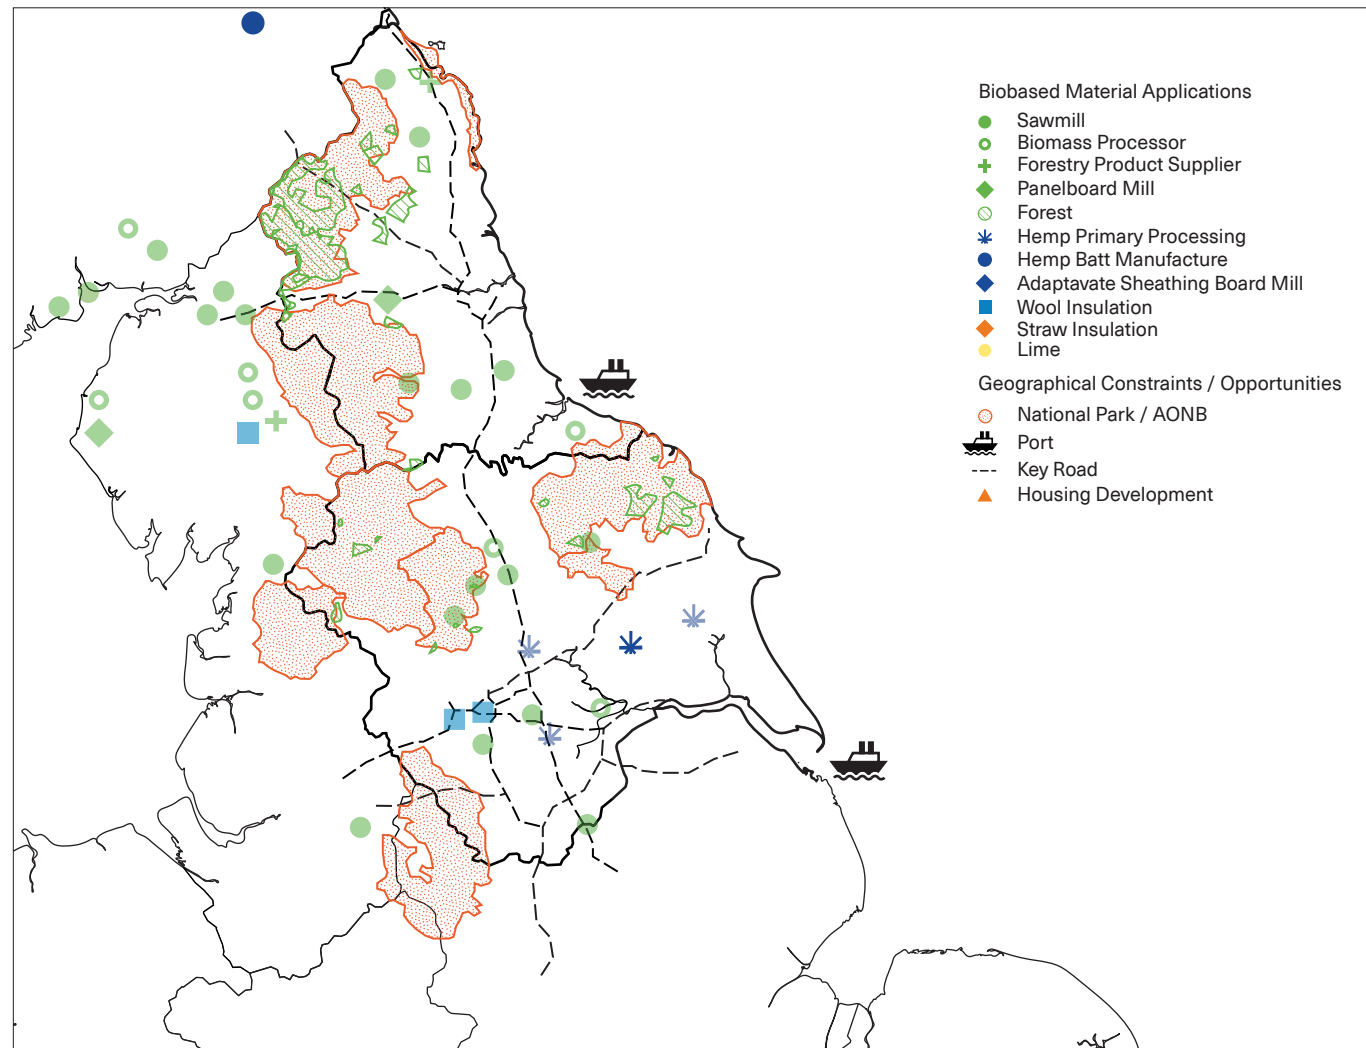 Biobased Material Applications
Sawmill
Biomass Processor
Forestry Product Supplier
Panelboard Mill
Forest
Hemp Primary Processing
Hemp Batt Manufacture
Adaptavate Sheathing Board Mill
Wool Insulation
Straw Insulation
Lime
Geographical Constraints / Opportunities
National Park / AONB
Port
Key Road
Housing Development